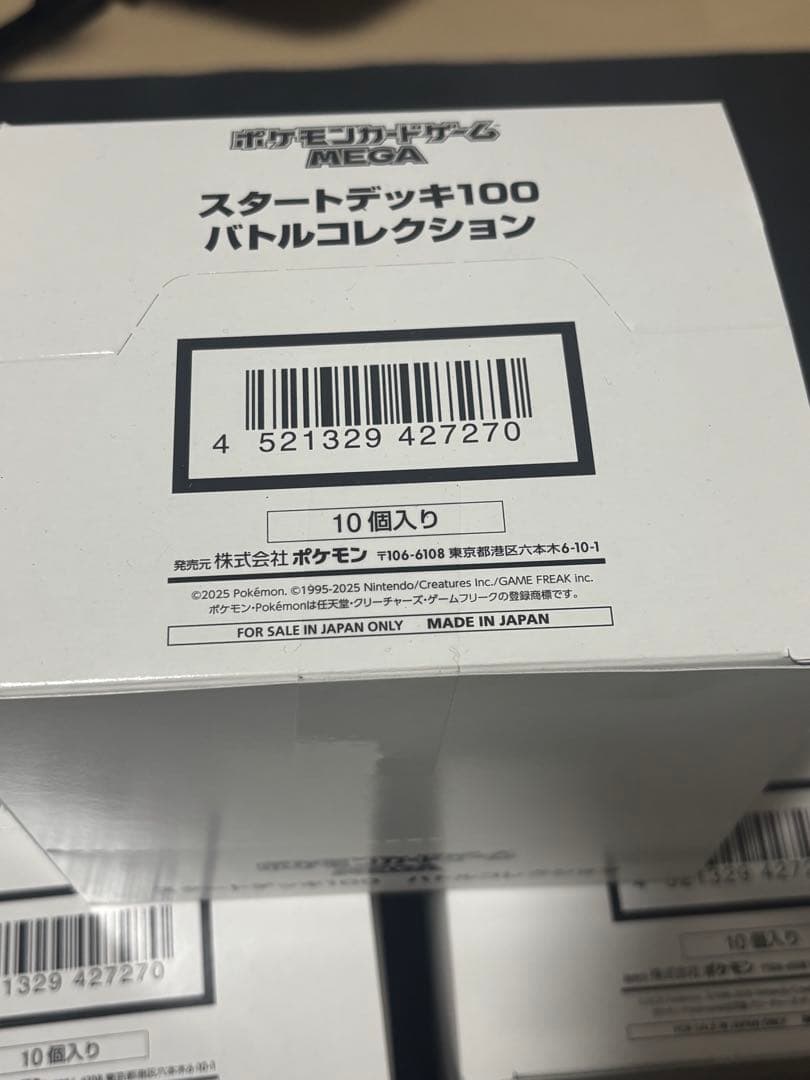 ポケモンカードゲーム
MEGA
スタートデッキ100
バトルコレクション
4 521329 427270
10個入り
発売元 株式会社 ポケモン 〒106-6108 東京都港区六本木6-10-1
©2025 Pokémon. ©1995-2025 Nintendo/Creatures Inc./GAME FREAK inc.
ポケモン・Pokémonは任天堂・クリーチャーズ・ゲームフリークの登録商標です。
FOR SALE IN JAPAN ONLY MADE IN JAPAN
1329 427270
10個入り
10個入り